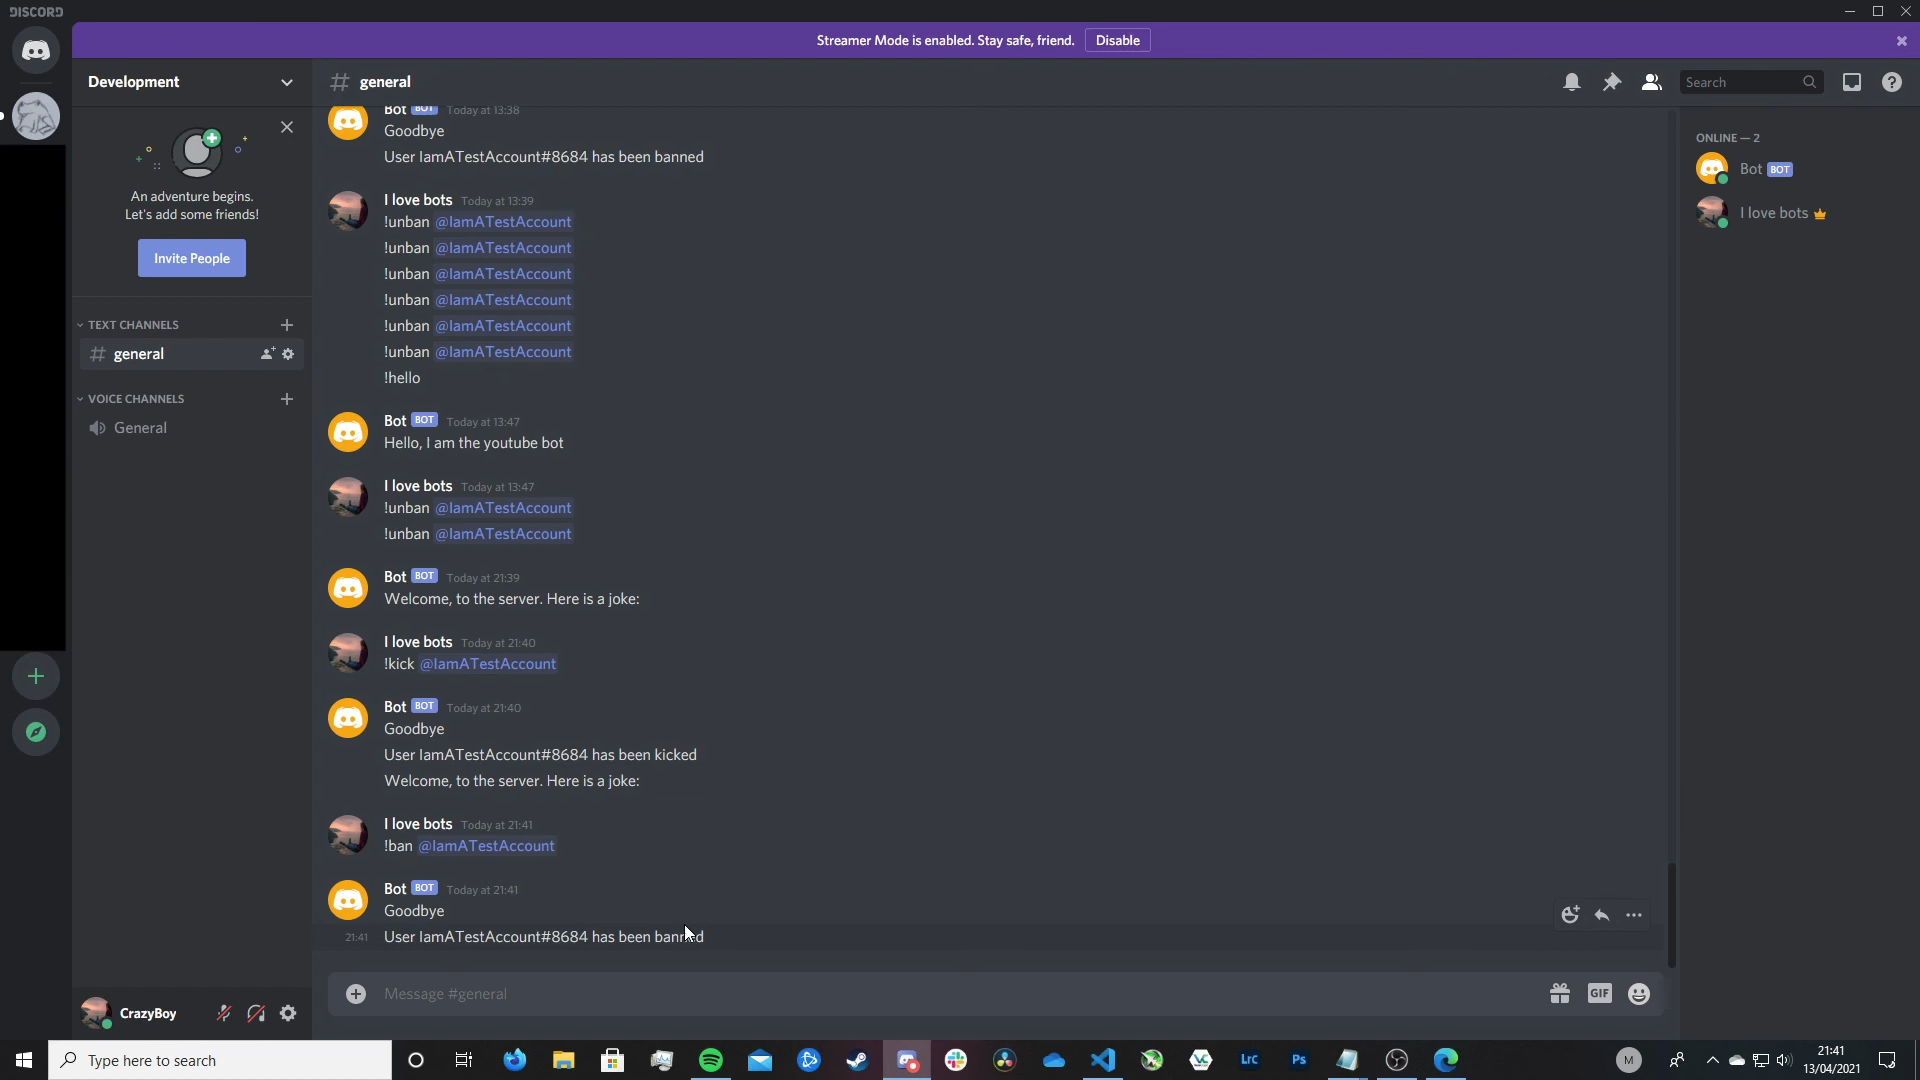 DISCORD
Streamer Mode is enabled. Stay safe, friend. Disable
Development
# general
Search
An adventure begins.
Let's add some friends!
Invite People
TEXT CHANNELS
general
VOICE CHANNELS
General
Bot BOT Today at 13:38
Goodbye
User IamATestAccount#8684 has been banned
I love bots Today at 13:39
!unban @IamATestAccount
!unban @IamATestAccount
!unban @IamATestAccount
!unban @IamATestAccount
!unban @IamATestAccount
!unban @IamATestAccount
!hello
Bot BOT Today at 13:47
Hello, I am the youtube bot
I love bots Today at 13:47
!unban @IamATestAccount
!unban @IamATestAccount
Bot BOT Today at 21:39
Welcome, to the server. Here is a joke:
I love bots Today at 21:40
!kick @IamATestAccount
Bot BOT Today at 21:40
Goodbye
User IamATestAccount#8684 has been kicked
Welcome, to the server. Here is a joke:
I love bots Today at 21:41
!ban @IamATestAccount
Bot BOT Today at 21:41
Goodbye
21:41 User IamATestAccount#8684 has been banned
Message #general
GIF
ONLINE — 2
Bot BOT
I love bots
CrazyBoy
Type here to search
LrC
Ps
M
21:41
13/04/2021